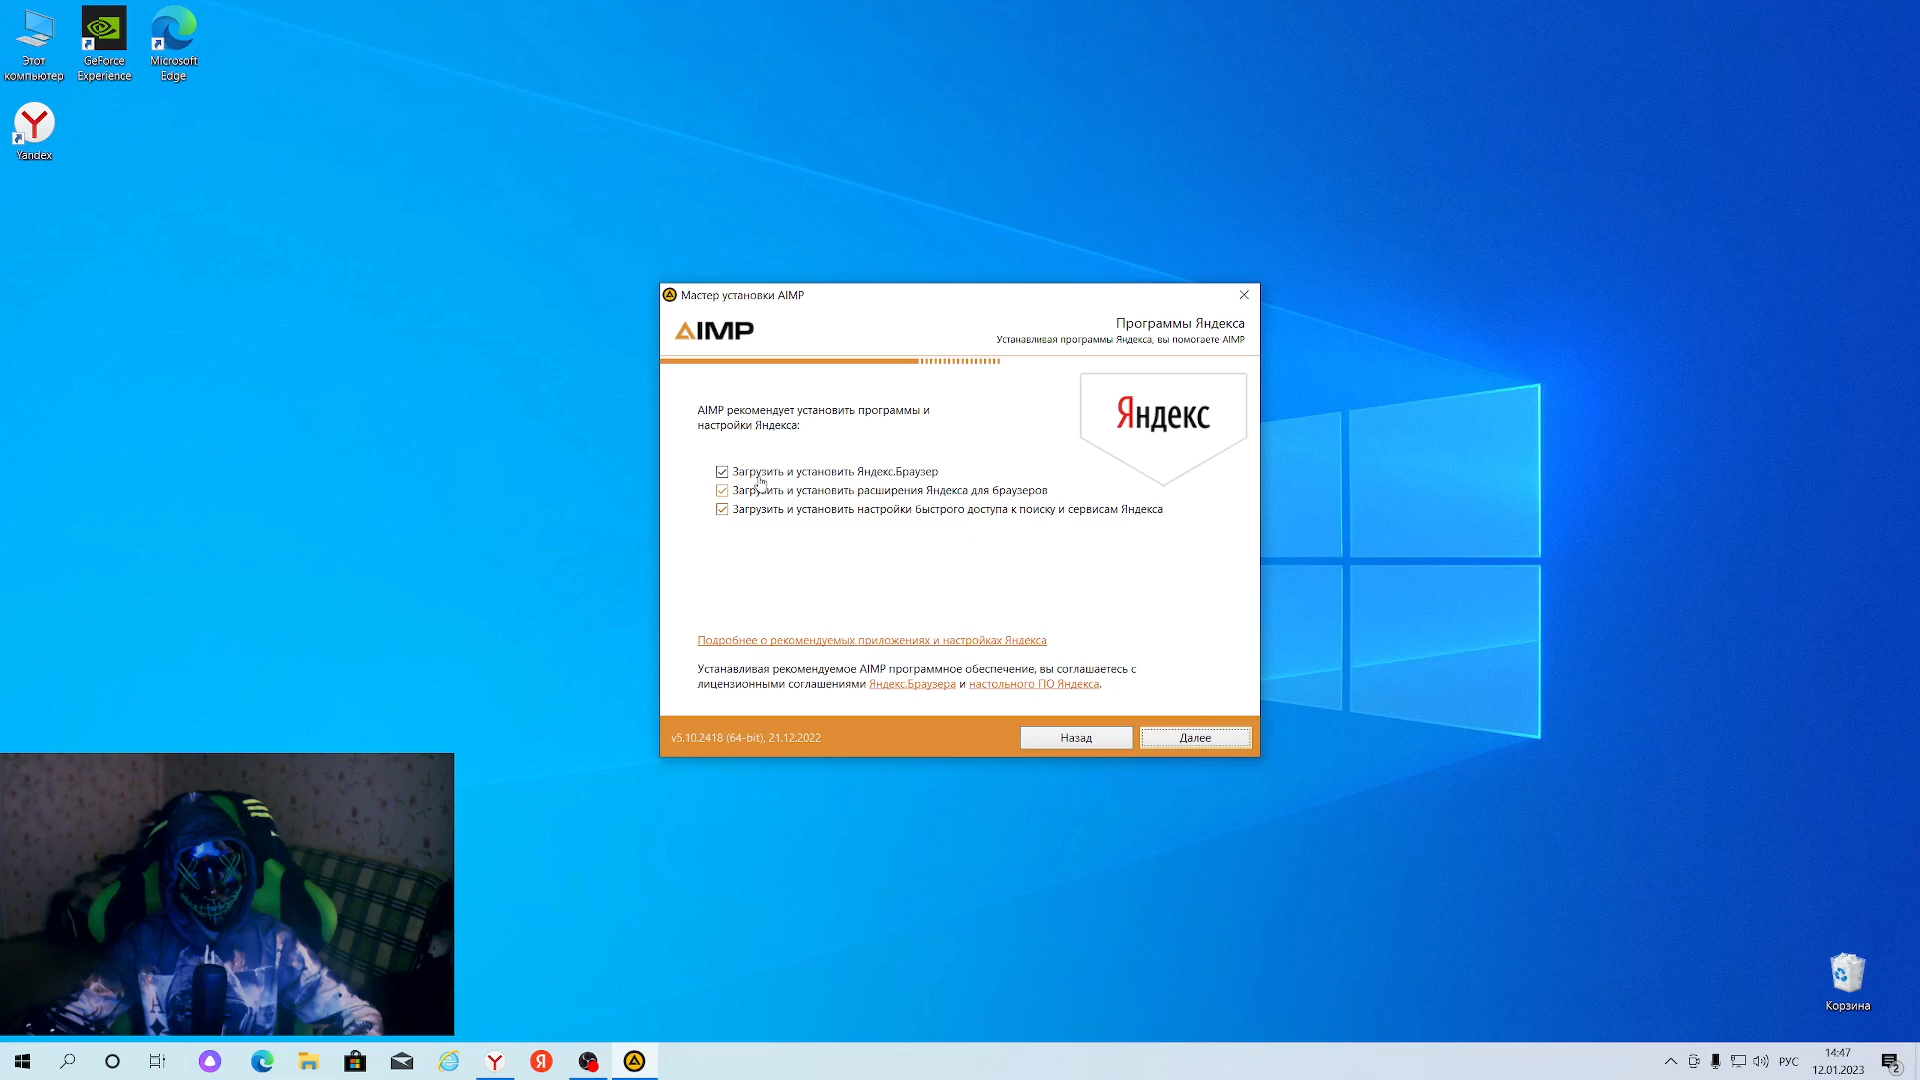 Этот
компьютер
GeForce
Experience
Microsoft
Edge
Yandex
Мастер установки AIMP
AIMP
Программы Яндекса
Устанавливая программы Яндекса, вы помогаете AIMP
AIMP рекомендует установить программы и
настройки Яндекса:
Яндекс
Загрузить и установить Яндекс.Браузер
Загрузить и установить расширения Яндекса для браузеров
Загрузить и установить настройки быстрого доступа к поиску и сервисам Яндекса
Подробнее о рекомендуемых приложениях и настройках Яндекса
Устанавливая рекомендуемое AIMP программное обеспечение, вы соглашаетесь с
лицензионными соглашениями Яндекс.Браузера и настольного ПО Яндекса.
v5.10.2418 (64-bit), 21.12.2022
Назад
Далее
Корзина
РУС
14:47
12.01.2023
2